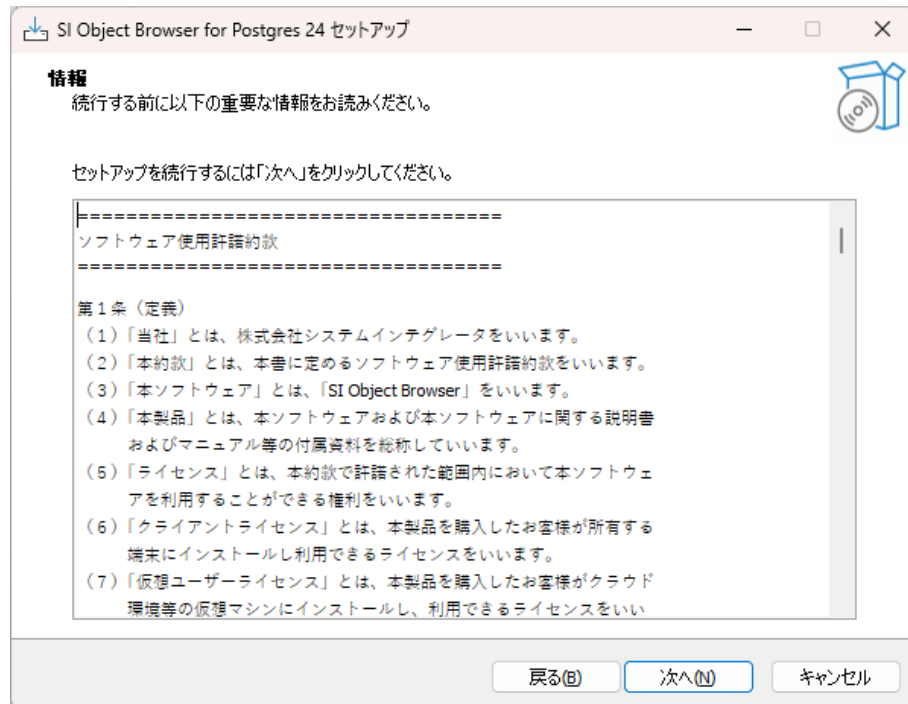 SI Object Browser for Postgres 24 セットアップ
情報
続行する前に以下の重要な情報をお読みください。
セットアップを続行するには「次へ」をクリックしてください。
===================================
ソフトウェア使用許諾約款
===================================
第1条（定義）
（1）「当社」とは、株式会社システムインテグレータをいいます。
（2）「本約款」とは、本書に定めるソフトウェア使用許諾約款をいいます。
（3）「本ソフトウェア」とは、「SI Object Browser」をいいます。
（4）「本製品」とは、本ソフトウェアおよび本ソフトウェアに関する説明書
およびマニュアル等の付属資料を総称していいます。
（5）「ライセンス」とは、本約款で許諾された範囲内において本ソフトウェ
アを利用することができる権利をいいます。
（6）「クライアントライセンス」とは、本製品を購入したお客様が所有する
端末にインストールし利用できるライセンスをいいます。
（7）「仮想ユーザーライセンス」とは、本製品を購入したお客様がクラウド
環境等の仮想マシンにインストールし、利用できるライセンスをいい
戻る(B)
次へ(N)
キャンセル